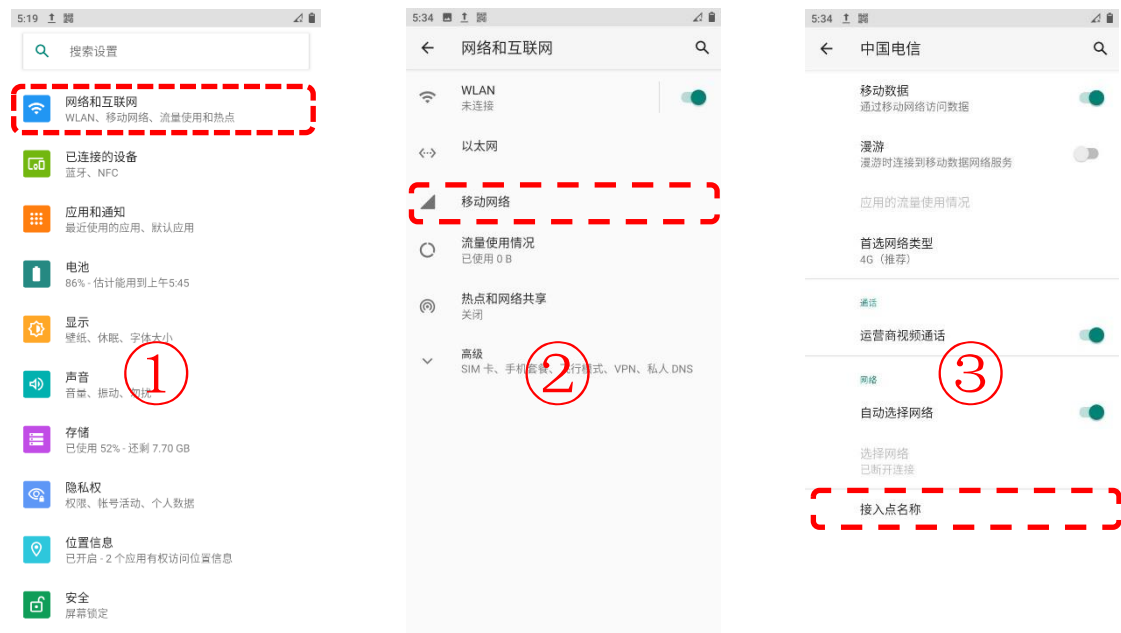 5:19
搜索设置
网络和互联网
WLAN、移动网络、流量使用和热点
已连接的设备
蓝牙、NFC
应用和通知
最近使用的应用、默认应用
电池
86% - 估计能用到上午5:45
显示
壁纸、休眠、字体大小
声音
音量、振动、勿扰
①
存储
已使用 52% - 还剩 7.70 GB
隐私权
权限、帐号活动、个人数据
位置信息
已开启 - 2 个应用有权访问位置信息
安全
屏幕锁定
5:34
网络和互联网
WLAN
未连接
以太网
移动网络
流量使用情况
已使用 0 B
热点和网络共享
关闭
高级
SIM 卡、手机套餐、飞行模式、VPN、私人 DNS
②
5:34
中国电信
移动数据
通过移动网络访问数据
漫游
漫游时连接到移动数据网络服务
应用的流量使用情况
首选网络类型
4G（推荐）
通话
运营商视频通话
③
网络
自动选择网络
选择网络
已断开连接
接入点名称